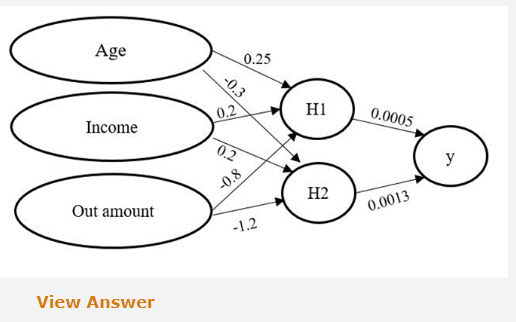 Age
0.25
-0.3
H1
0.2
0.0005
Income
0.2
y
-0.8
H2
Out amount
0.0013
-1.2
View Answer